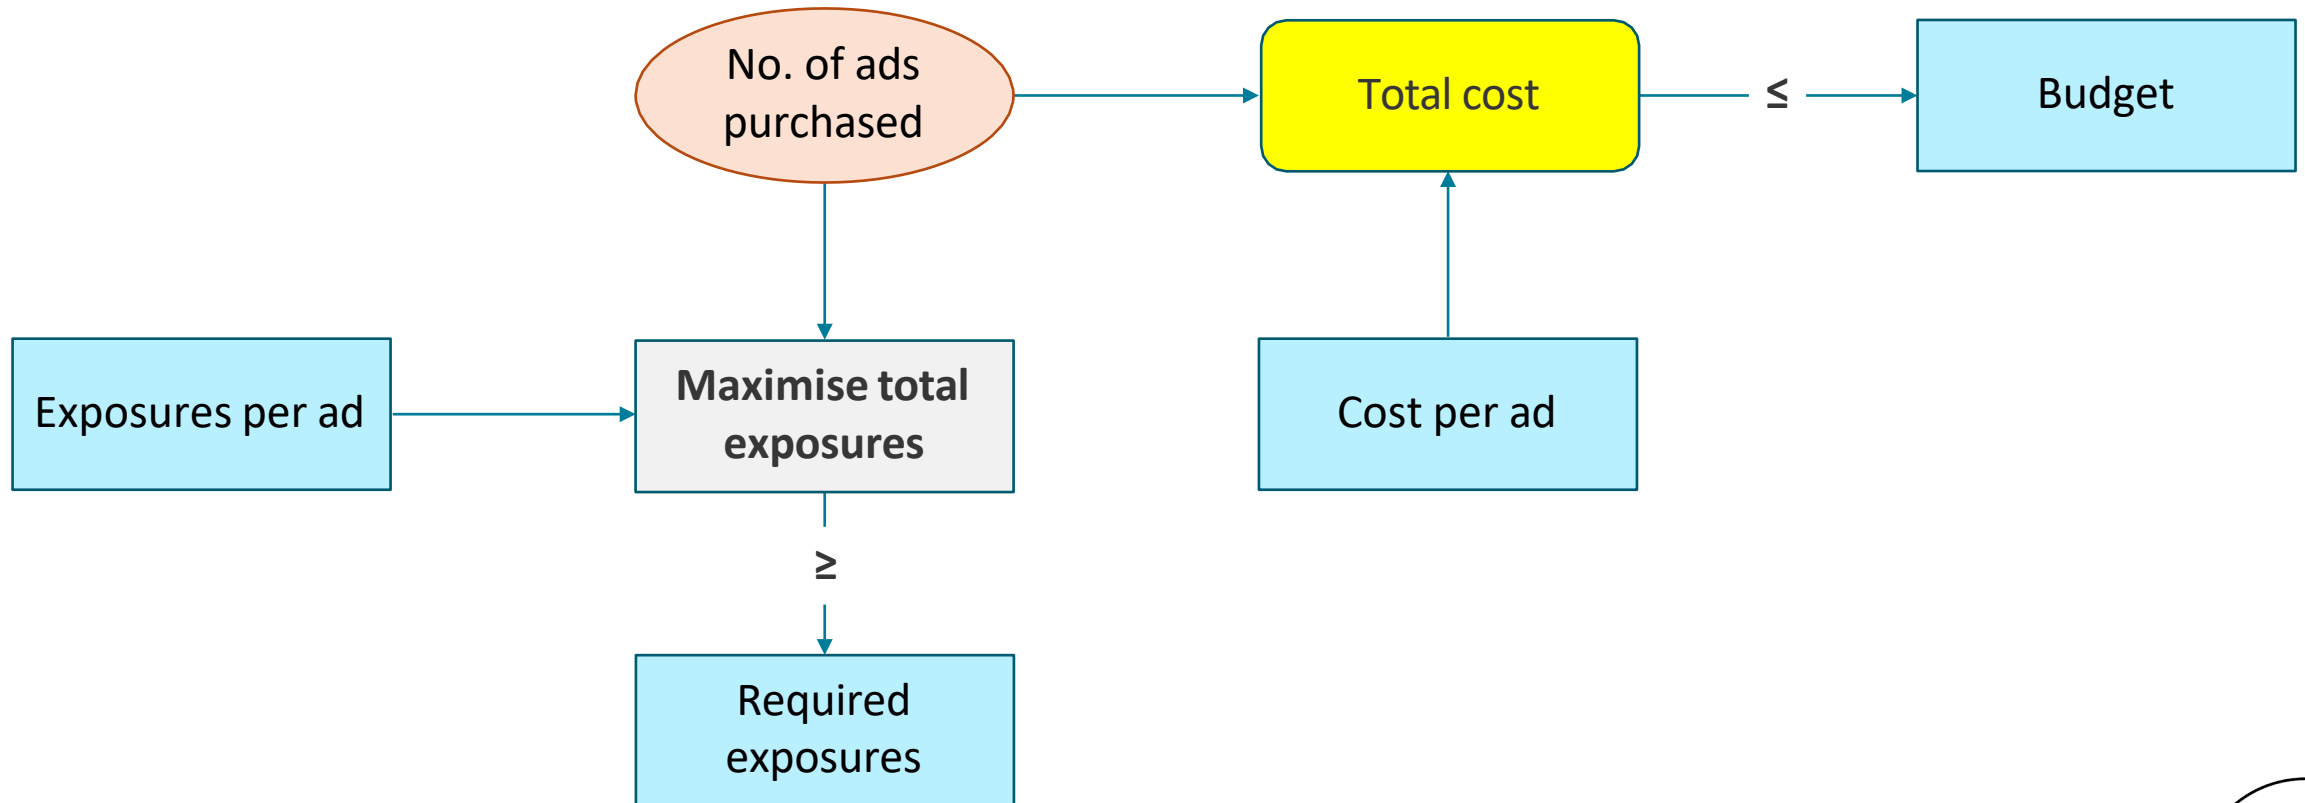 No. of ads
purchased
Total cost
≤
Budget
Exposures per ad
Maximise total
exposures
Cost per ad
≥
Required
exposures